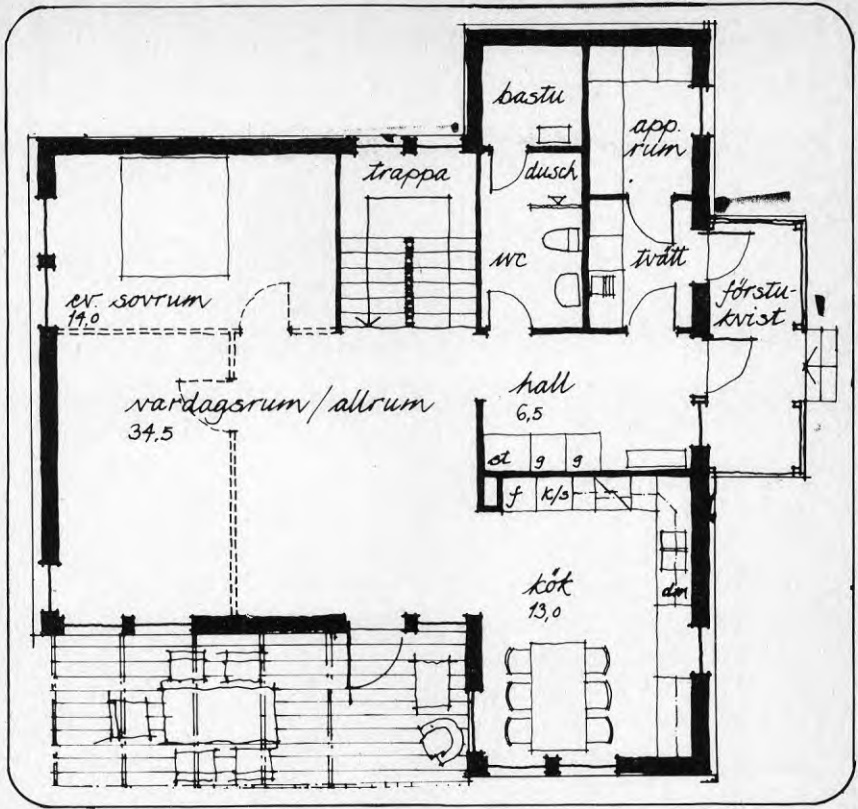 bastu
app.
rum
trappa
dusch
wc
tvätt
ev. sovrum
14,0
förstu-
kvist
vardagsrum / allrum
34,5
hall
6,5
st g g
f k/s
dm
kök
13,0